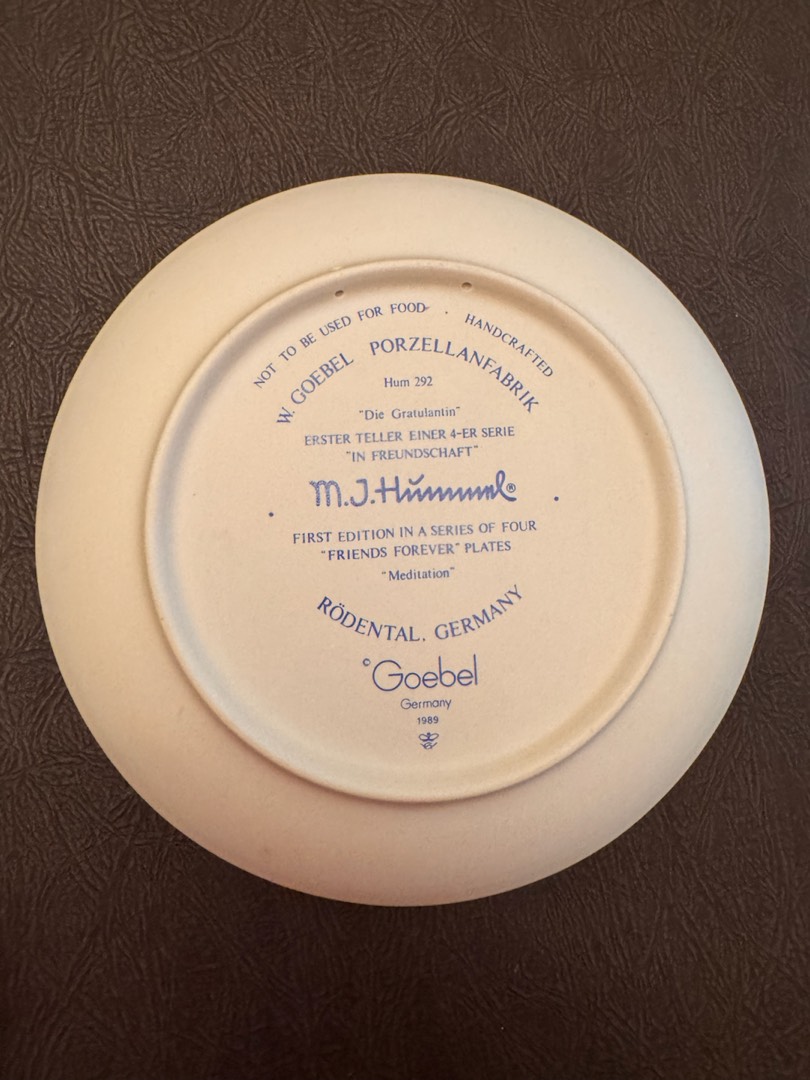 NOT TO BE USED FOR FOOD · HANDCRAFTED
W. GOEBEL PORZELLANFABRIK
Hum 292
"Die Gratulantin"
ERSTER TELLER EINER 4-ER SERIE
"IN FREUNDSCHAFT"
M.J.Hummel®
FIRST EDITION IN A SERIES OF FOUR
"FRIENDS FOREVER" PLATES
"Meditation"
RÖDENTAL, GERMANY
©Goebel
Germany
1989